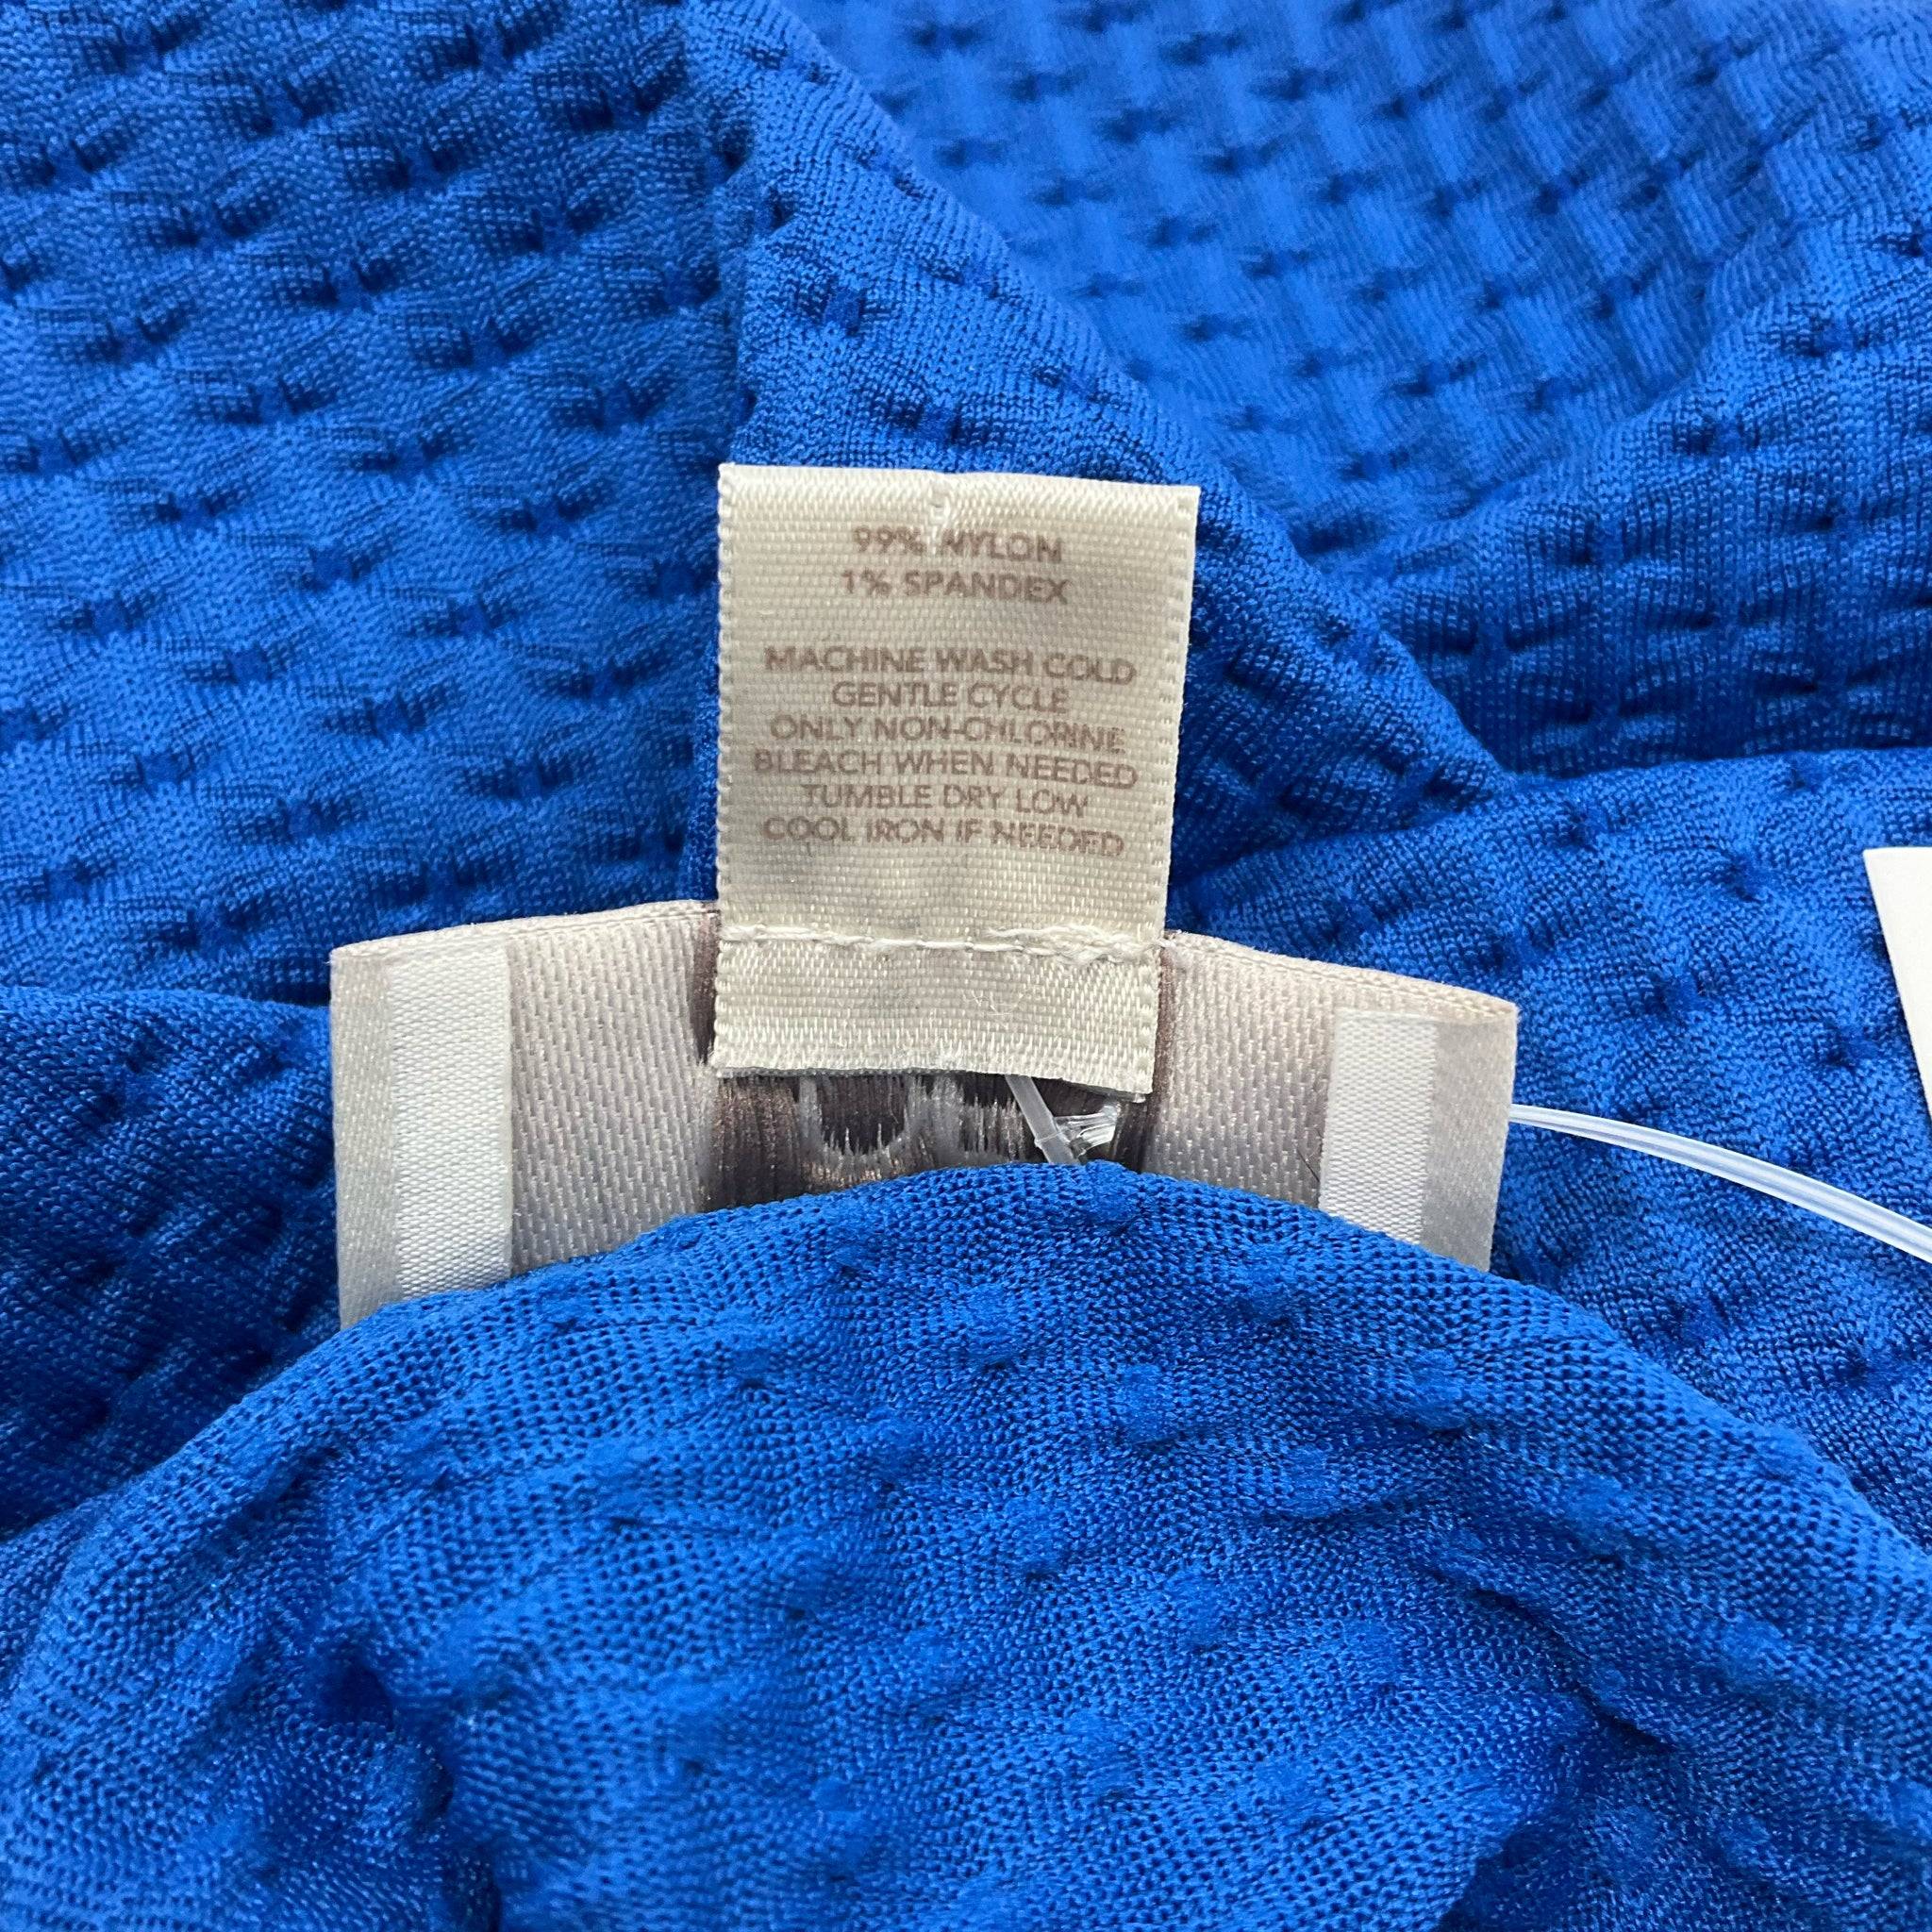 99% NYLON
1% SPANDEX
MACHINE WASH COLD
GENTLE CYCLE
ONLY NON-CHLORINE
BLEACH WHEN NEEDED
TUMBLE DRY LOW
COOL IRON IF NEEDED